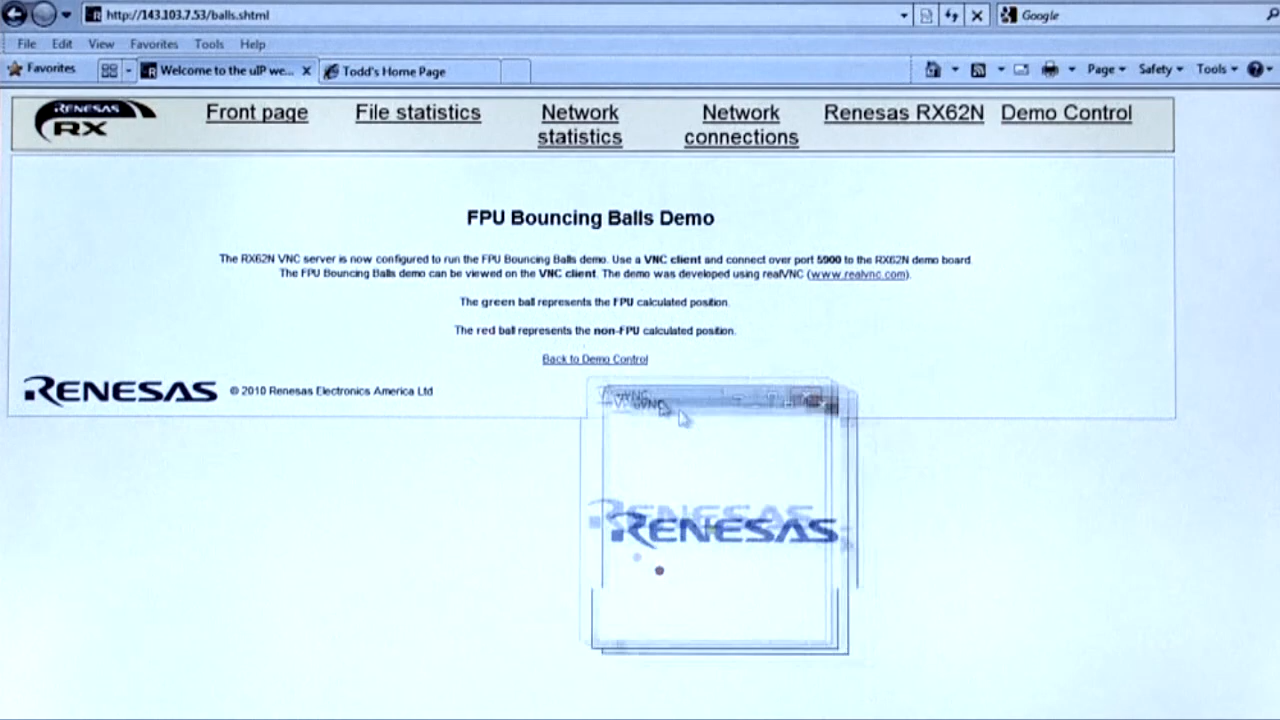 http://143.103.7.53/balls.shtml
Google
File Edit View Favorites Tools Help
Favorites
Welcome to the uIP we... X
Todd's Home Page
Page Safety Tools
RENESAS
RX
Front page
File statistics
Network
statistics
Network
connections
Renesas RX62N
Demo Control
FPU Bouncing Balls Demo
The RX62N VNC server is now configured to run the FPU Bouncing Balls demo. Use a VNC client and connect over port 5900 to the RX62N demo board.
The FPU Bouncing Balls demo can be viewed on the VNC client. The demo was developed using realVNC (www.realvnc.com).
The green ball represents the FPU calculated position.
The red ball represents the non-FPU calculated position.
Back to Demo Control
RENESAS © 2010 Renesas Electronics America Ltd
RENESAS